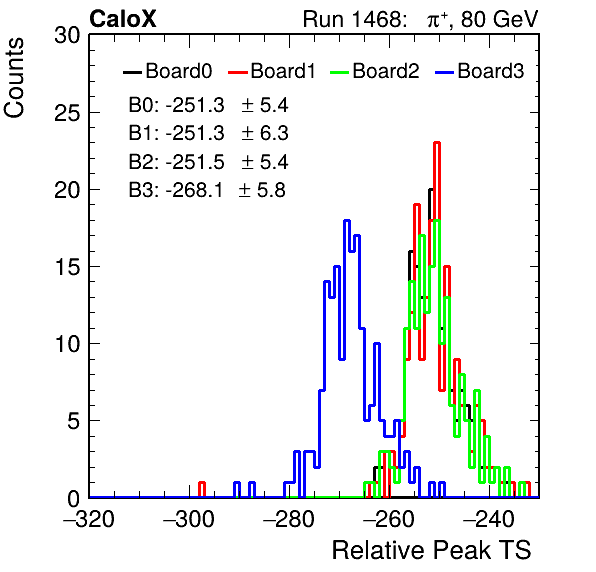 CaloX Run 1468: π⁺, 80 GeV
Counts
30
25
20
15
10
5
0
Board0 Board1 Board2 Board3
B0: -251.3 ± 5.4
B1: -251.3 ± 6.3
B2: -251.5 ± 5.4
B3: -268.1 ± 5.8
−320 −300 −280 −260 −240
Relative Peak TS